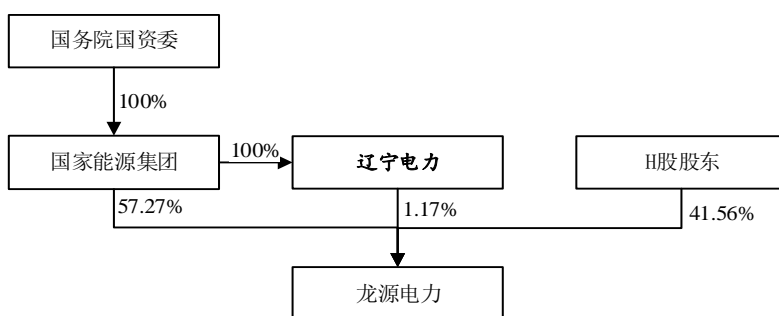 国务院国资委
100%
国家能源集团
100%
辽宁电力
H股股东
57.27%
1.17%
41.56%
龙源电力